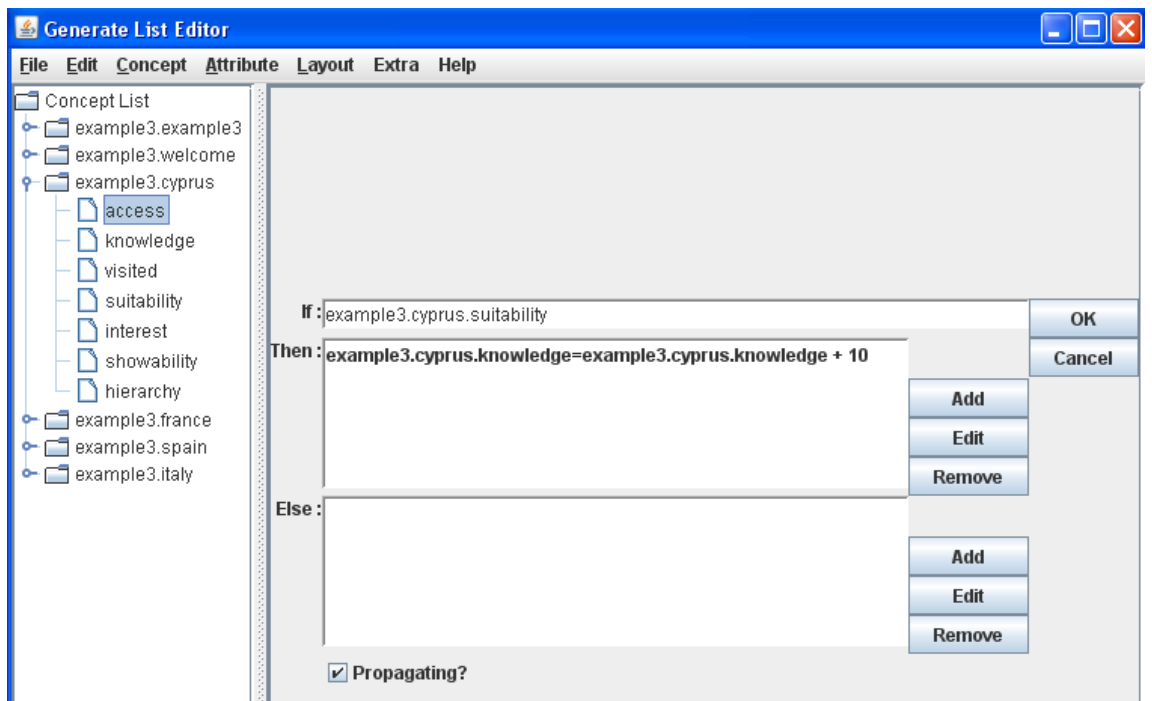 Generate List Editor
File Edit Concept Attribute Layout Extra Help
Concept List
example3.example3
example3.welcome
example3.cyprus
access
knowledge
visited
suitability
interest
showability
hierarchy
example3.france
example3.spain
example3.italy
If : example3.cyprus.suitability
OK
Then : example3.cyprus.knowledge=example3.cyprus.knowledge + 10
Cancel
Add
Edit
Remove
Else :
Add
Edit
Remove
Propagating?